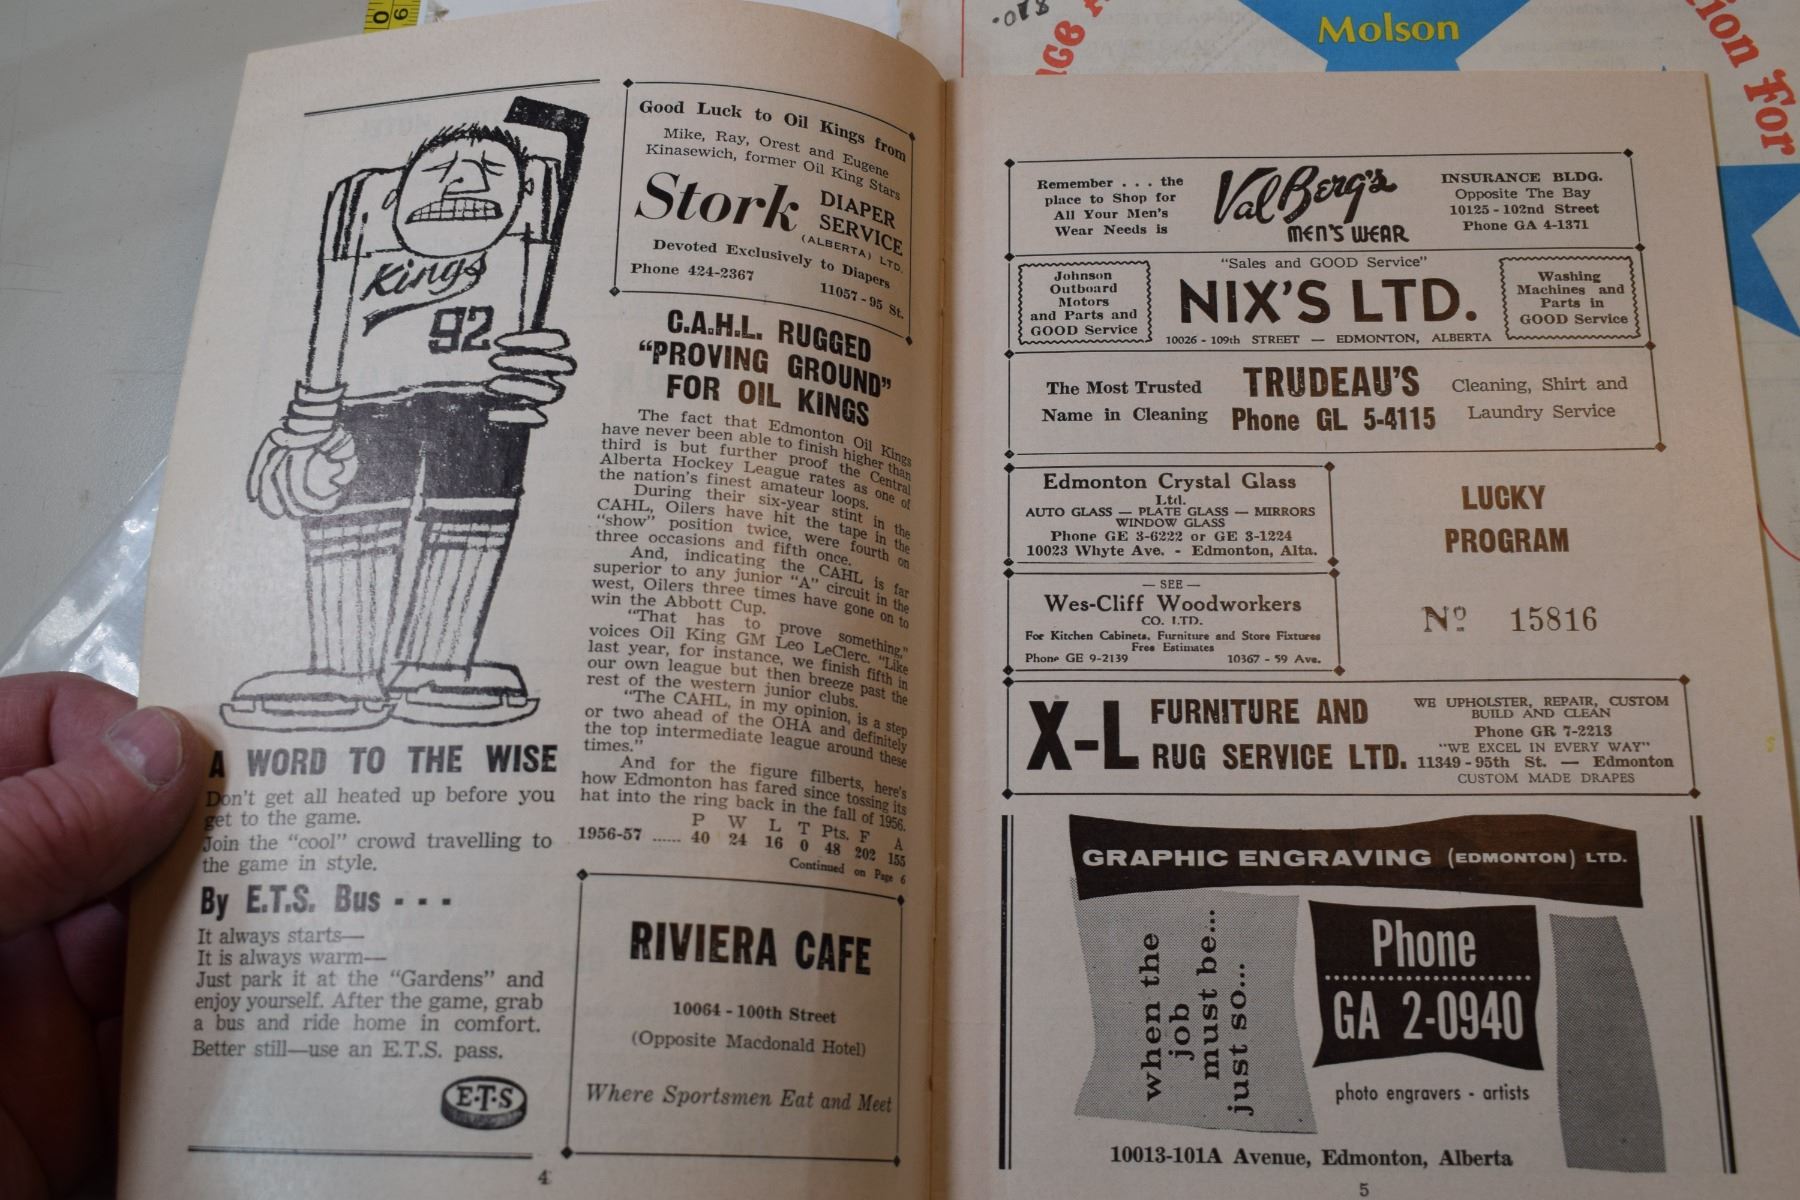 Kings
92
A WORD TO THE WISE
Don't get all heated up before you
get to the game.
Join the "cool" crowd travelling to
the game in style.
By E.T.S. Bus - - -
It always starts—
It is always warm—
Just park it at the "Gardens" and
enjoy yourself. After the game, grab
a bus and ride home in comfort.
Better still—use an E.T.S. pass.
E·T·S
Good Luck to Oil Kings from
Mike, Ray, Orest and Eugene
Kinasewich, former Oil King Stars
Stork DIAPER
SERVICE
(ALBERTA) LTD.
Devoted Exclusively to Diapers
Phone 424-2367
11057 - 95 St.
C.A.H.L. RUGGED
"PROVING GROUND"
FOR OIL KINGS
The fact that Edmonton Oil Kings
have never been able to finish higher than
third is but further proof the Central
Alberta Hockey League rates as one of
the nation's finest amateur loops.
During their six-year stint in the
CAHL, Oilers have hit the tape in the
"show" position twice, were fourth on
three occasions and fifth once.
And, indicating the CAHL is far
superior to any junior "A" circuit in the
west, Oilers three times have gone on to
win the Abbott Cup.
"That has to prove something,"
voices Oil King GM Leo LeClerc. "Like
last year, for instance, we finish fifth in
our own league but then breeze past the
rest of the western junior clubs.
"The CAHL, in my opinion, is a step
or two ahead of the OHA and definitely
the top intermediate league around these
times."
And for the figure filberts, here's
how Edmonton has fared since tossing its
hat into the ring back in the fall of 1956.
P W L T Pts. F A
1956-57 ...... 40 24 16 0 48 202 155
Continued on Page 6
RIVIERA CAFE
10064 - 100th Street
(Opposite Macdonald Hotel)
Where Sportsmen Eat and Meet
4
Molson
ion For
Remember . . . the
place to Shop for
All Your Men's
Wear Needs is
Val Berg's
MEN'S WEAR
INSURANCE BLDG.
Opposite The Bay
10125 - 102nd Street
Phone GA 4-1371
Johnson
Outboard
Motors
and Parts and
GOOD Service
"Sales and GOOD Service"
NIX'S LTD.
10026 - 109th STREET — EDMONTON, ALBERTA
Washing
Machines and
Parts in
GOOD Service
The Most Trusted
Name in Cleaning
TRUDEAU'S
Phone GL 5-4115
Cleaning, Shirt and
Laundry Service
Edmonton Crystal Glass
Ltd.
AUTO GLASS — PLATE GLASS — MIRRORS
WINDOW GLASS
Phone GE 3-6222 or GE 3-1224
10023 Whyte Ave. - Edmonton, Alta.
— SEE —
Wes-Cliff Woodworkers
CO. LTD.
For Kitchen Cabinets, Furniture and Store Fixtures
Free Estimates
Phone GE 9-2139 10367 - 59 Ave.
LUCKY
PROGRAM
Nº 15816
X-L FURNITURE AND
RUG SERVICE LTD.
WE UPHOLSTER, REPAIR, CUSTOM
BUILD AND CLEAN
Phone GR 7-2213
"WE EXCEL IN EVERY WAY"
11349 - 95th St. — Edmonton
CUSTOM MADE DRAPES
GRAPHIC ENGRAVING (EDMONTON) LTD.
when the
job
must be...
just so...
Phone
GA 2-0940
photo engravers - artists
10013-101A Avenue, Edmonton, Alberta
5